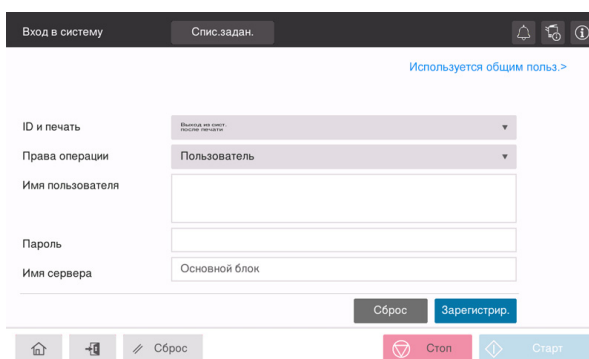 Вход в систему
Спис.задан.
Используется общим польз.>
ID и печать
Выход из сист.
после печати
Права операции
Пользователь
Имя пользователя
Пароль
Имя сервера
Основной блок
Сброс
Зарегистрир.
Сброс
Стоп
Старт